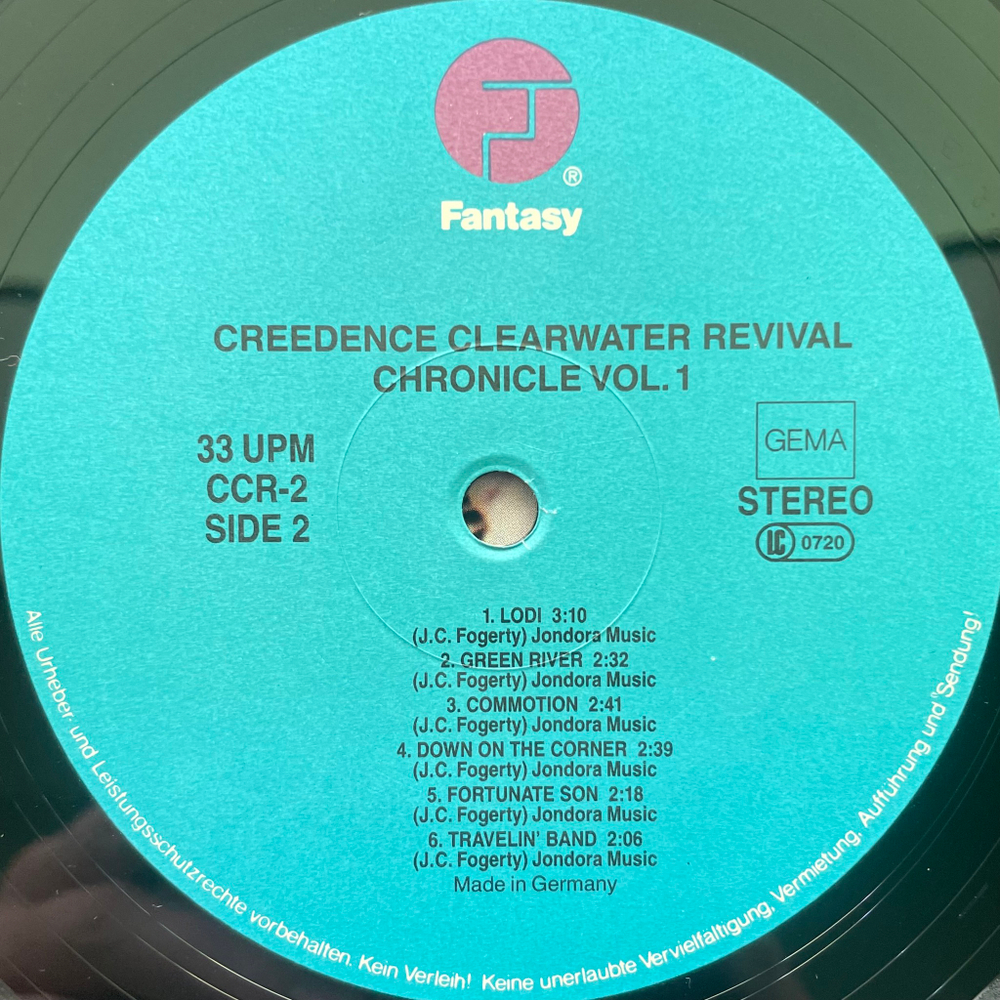 ®
Fantasy
CREEDENCE CLEARWATER REVIVAL
CHRONICLE VOL. 1
33 UPM
CCR-2
SIDE 2
GEMA
STEREO
LC 0720
1. LODI 3:10
(J.C. Fogerty) Jondora Music
2. GREEN RIVER 2:32
(J.C. Fogerty) Jondora Music
3. COMMOTION 2:41
(J.C. Fogerty) Jondora Music
4. DOWN ON THE CORNER 2:39
(J.C. Fogerty) Jondora Music
5. FORTUNATE SON 2:18
(J.C. Fogerty) Jondora Music
6. TRAVELIN' BAND 2:06
(J.C. Fogerty) Jondora Music
Made in Germany
Alle Urheber. und Leistungsschutzrechte vorbehalten. Kein Verleih! Keine unerlaubte Vervielfältigung, Vermietung, Aufführung und Sendung!